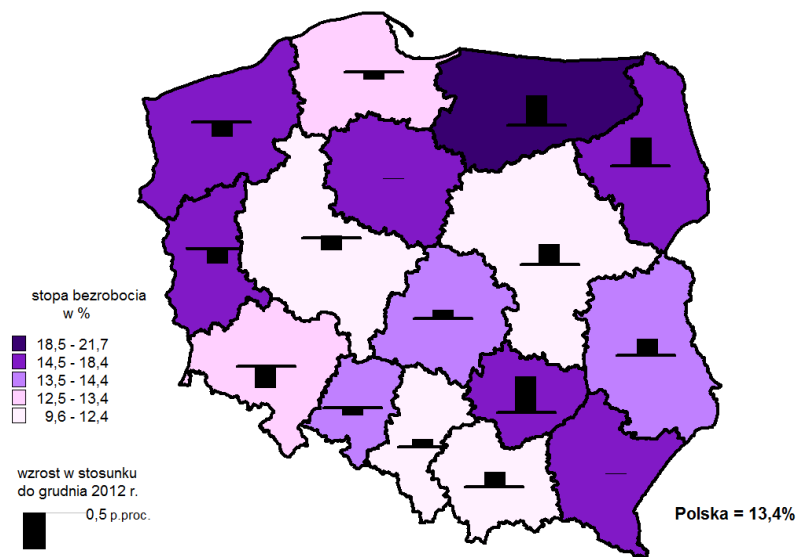 stopa bezrobocia
w %
18,5 - 21,7
14,5 - 18,4
13,5 - 14,4
12,5 - 13,4
9,6 - 12,4
wzrost w stosunku
do grudnia 2012 r.
0,5 p.proc.
Polska = 13,4%